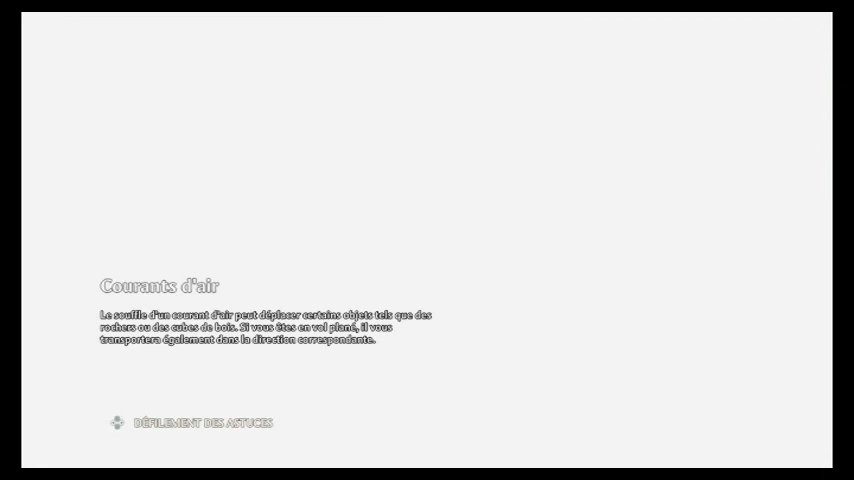 Courants d'air
Le souffle d'un courant d'air peut déplacer certains objets tels que des
rochers ou des cubes de bois. Si vous êtes en vol plané, il vous
transportera également dans la direction correspondante.
DÉFILEMENT DES ASTUCES